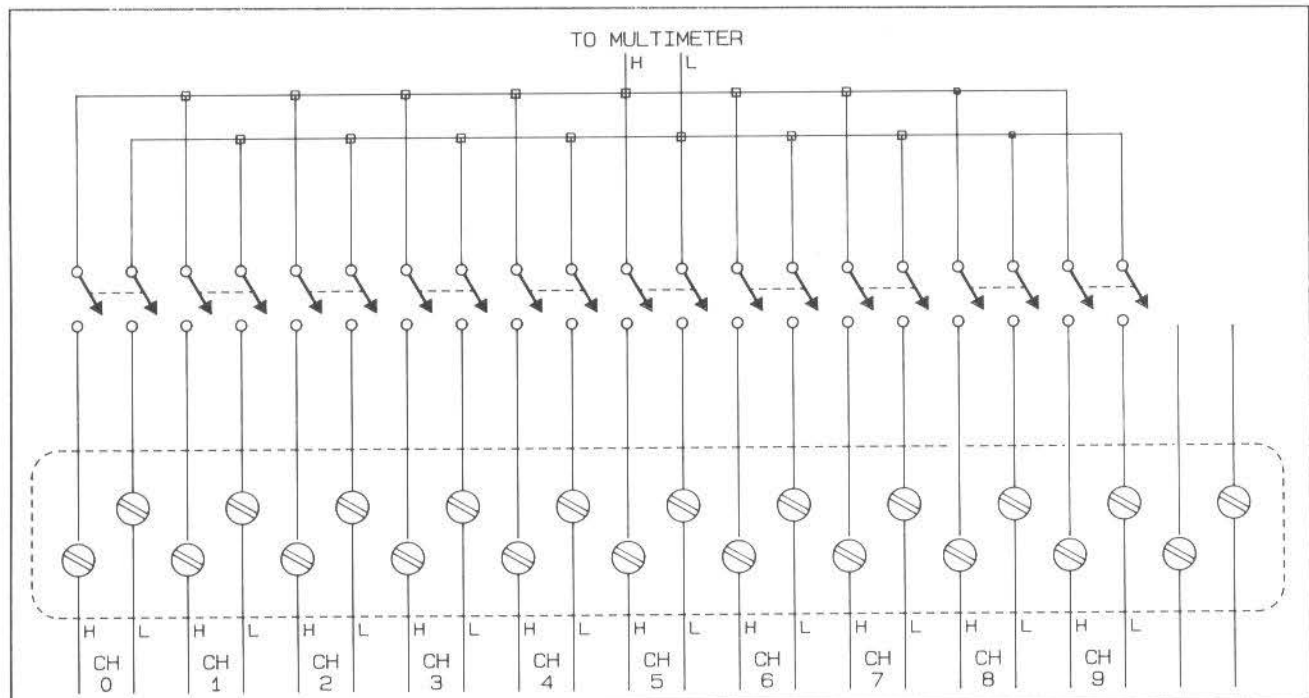 TO MULTIMETER
H L
H L H L H L H L H L H L H L H L H L H L
CH CH CH CH CH CH CH CH CH CH
0 1 2 3 4 5 6 7 8 9